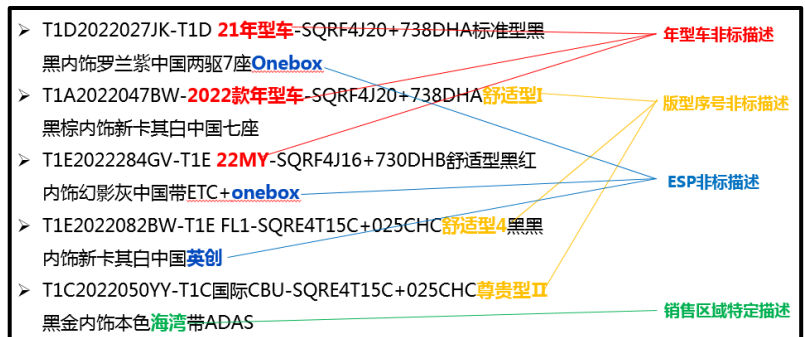 ➢ T1D2022027JK-T1D 21年型车-SQRF4J20+738DHA标准型黑
黑内饰罗兰紫中国两驱7座Onebox
年型车非标描述
➢ T1A2022047BW-2022款年型车-SQRF4J20+738DHA舒适型I
黑棕内饰新卡其白中国七座
版型序号非标描述
➢ T1E2022284GV-T1E 22MY-SQRF4J16+730DHB舒适型黑红
内饰幻影灰中国带ETC+onebox
ESP非标描述
➢ T1E2022082BW-T1E FL1-SQRE4T15C+025CHC舒适型4黑黑
内饰新卡其白中国英创
➢ T1C2022050YY-T1C国际CBU-SQRE4T15C+025CHC尊贵型Ⅱ
黑金内饰本色海湾带ADAS
销售区域特定描述